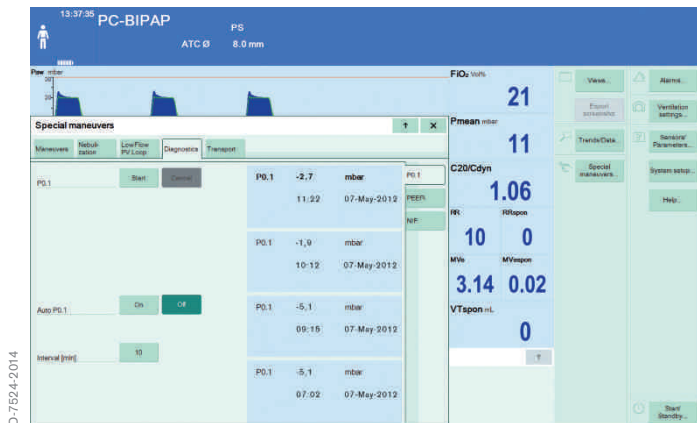 13:37:35
PC-BIPAP
PS
ATC Ø 8.0 mm
Paw mbar
Special maneuvers
Maneuvers
Nebuli-
zation
Low Flow
PV Loop
Diagnostics
Transport
P0.1
Start
Cancel
P0.1 -2,7 mbar
11:22 07-May-2012
P0.1 -1,9 mbar
10:12 07-May-2012
Auto P0.1
On
Off
P0.1 -5,1 mbar
09:15 07-May-2012
Interval [min]
10
P0.1 -5,1 mbar
07:02 07-May-2012
P0.1
PEEPi
NIF
FiO₂ Vol%
21
Pmean mbar
11
C20/Cdyn
1.06
RR
10
RRspon
0
MVe
3.14
MVespon
0.02
VTspon mL
0
Views...
Alarms...
Export
screenshot
Ventilation
settings...
Trends/Data...
Sensors/
Parameters...
Special
maneuvers...
System setup...
Help...
Start/
Standby...
D-7524-2014